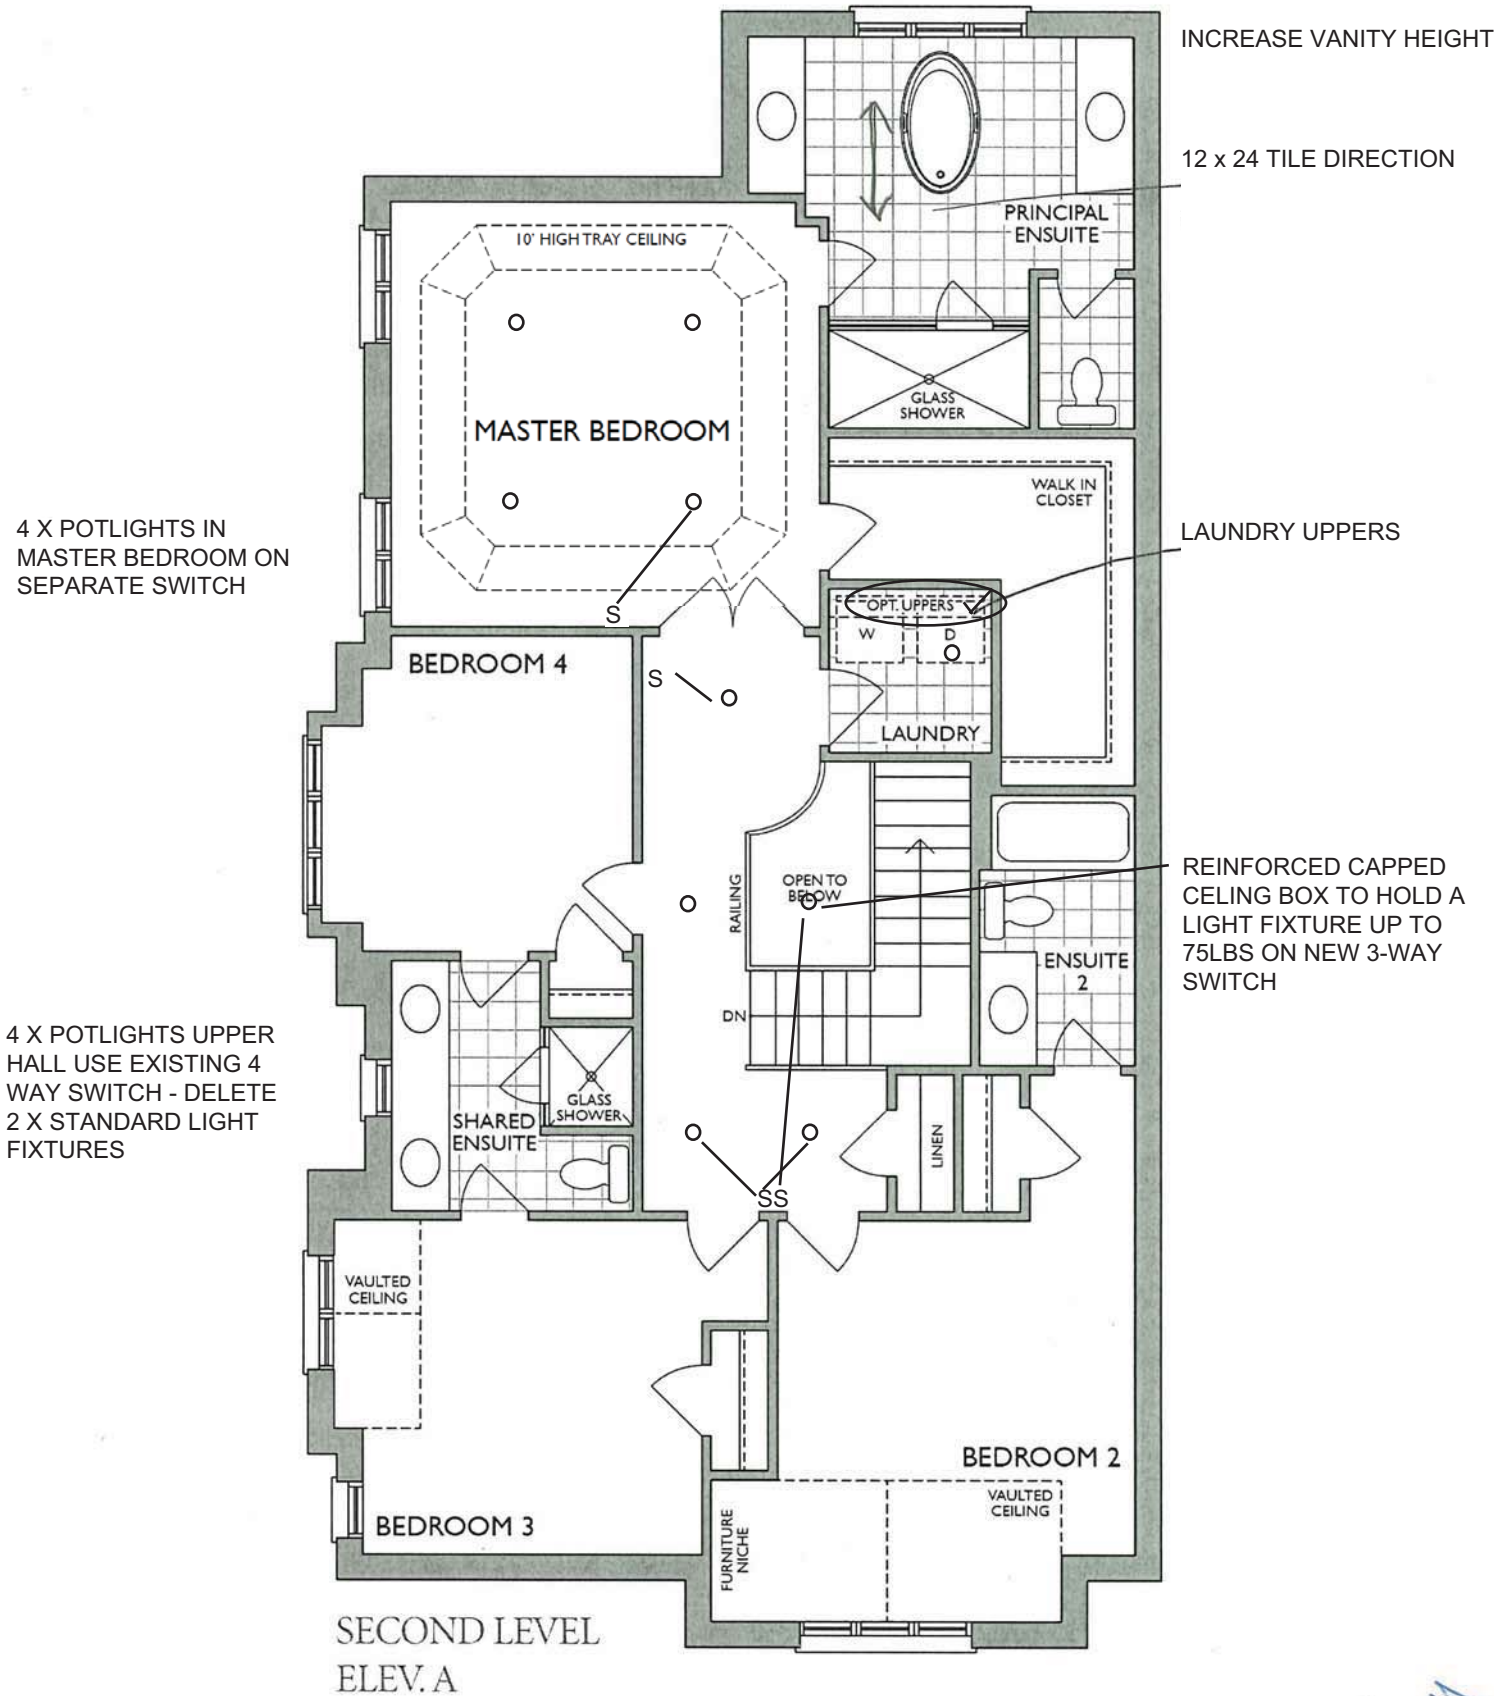 INCREASE VANITY HEIGHT
12 x 24 TILE DIRECTION
PRINCIPAL
ENSUITE
10' HIGH TRAY CEILING
GLASS
SHOWER
MASTER BEDROOM
WALK IN
CLOSET
4 X POTLIGHTS IN
MASTER BEDROOM ON
SEPARATE SWITCH
LAUNDRY UPPERS
S
OPT. UPPERS
W
D
BEDROOM 4
S
LAUNDRY
REINFORCED CAPPED
CELING BOX TO HOLD A
LIGHT FIXTURE UP TO
75LBS ON NEW 3-WAY
SWITCH
OPEN TO
BELOW
RAILING
ENSUITE
2
DN
4 X POTLIGHTS UPPER
HALL USE EXISTING 4
WAY SWITCH - DELETE
2 X STANDARD LIGHT
FIXTURES
GLASS
SHOWER
SHARED
ENSUITE
LINEN
SS
VAULTED
CEILING
BEDROOM 2
VAULTED
CEILING
BEDROOM 3
FURNITURE
NICHE
SECOND LEVEL
ELEV. A